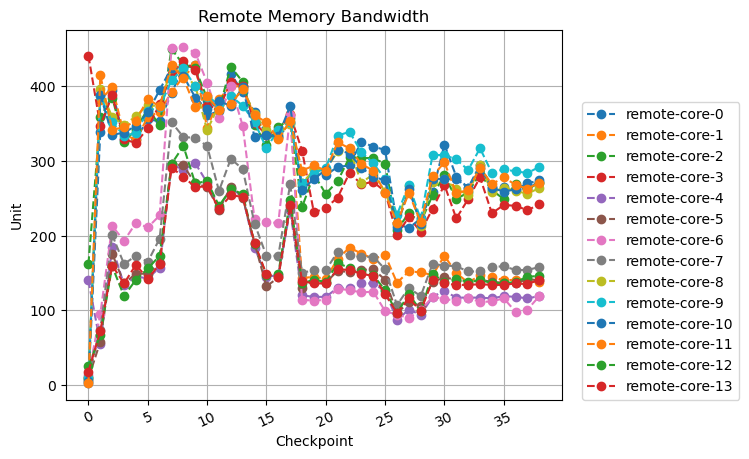 Remote Memory Bandwidth
Unit
400
300
200
100
0
0 5 10 15 20 25 30 35
Checkpoint
remote-core-0
remote-core-1
remote-core-2
remote-core-3
remote-core-4
remote-core-5
remote-core-6
remote-core-7
remote-core-8
remote-core-9
remote-core-10
remote-core-11
remote-core-12
remote-core-13